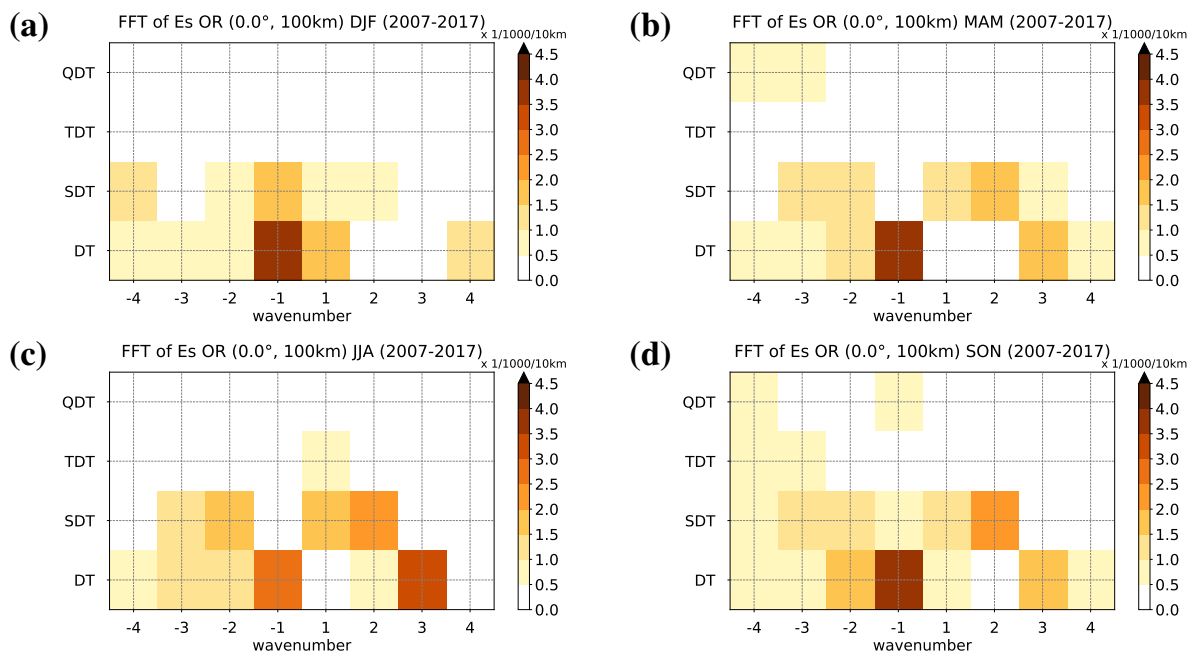 (a)
FFT of Es OR (0.0°, 100km) DJF (2007-2017)
x 1/1000/10km
QDT
TDT
SDT
DT
-4 -3 -2 -1 1 2 3 4
wavenumber
4.5
4.0
3.5
3.0
2.5
2.0
1.5
1.0
0.5
0.0
(b)
FFT of Es OR (0.0°, 100km) MAM (2007-2017)
x 1/1000/10km
QDT
TDT
SDT
DT
-4 -3 -2 -1 1 2 3 4
wavenumber
4.5
4.0
3.5
3.0
2.5
2.0
1.5
1.0
0.5
0.0
(c)
FFT of Es OR (0.0°, 100km) JJA (2007-2017)
x 1/1000/10km
QDT
TDT
SDT
DT
-4 -3 -2 -1 1 2 3 4
wavenumber
4.5
4.0
3.5
3.0
2.5
2.0
1.5
1.0
0.5
0.0
(d)
FFT of Es OR (0.0°, 100km) SON (2007-2017)
x 1/1000/10km
QDT
TDT
SDT
DT
-4 -3 -2 -1 1 2 3 4
wavenumber
4.5
4.0
3.5
3.0
2.5
2.0
1.5
1.0
0.5
0.0